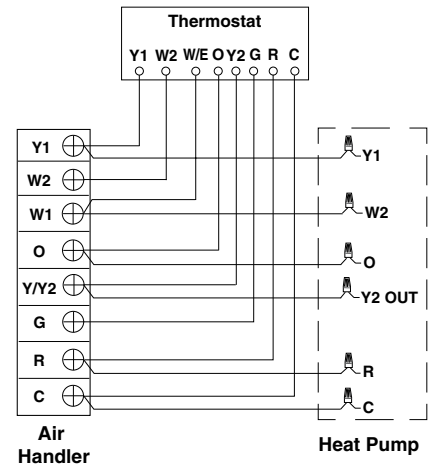 Thermostat
Y1 W2 W/E O Y2 G R C
Y1
W2
W1
O
Y/Y2
G
R
C
Air
Handler
Y1
W2
O
Y2 OUT
R
C
Heat Pump